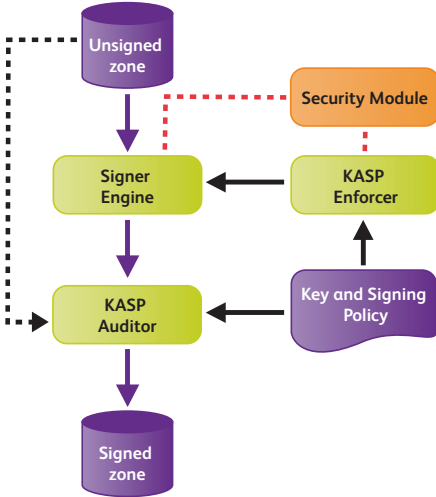 Unsigned
zone
Security Module
Signer
Engine
KASP
Enforcer
KASP
Auditor
Key and Signing
Policy
Signed
zone